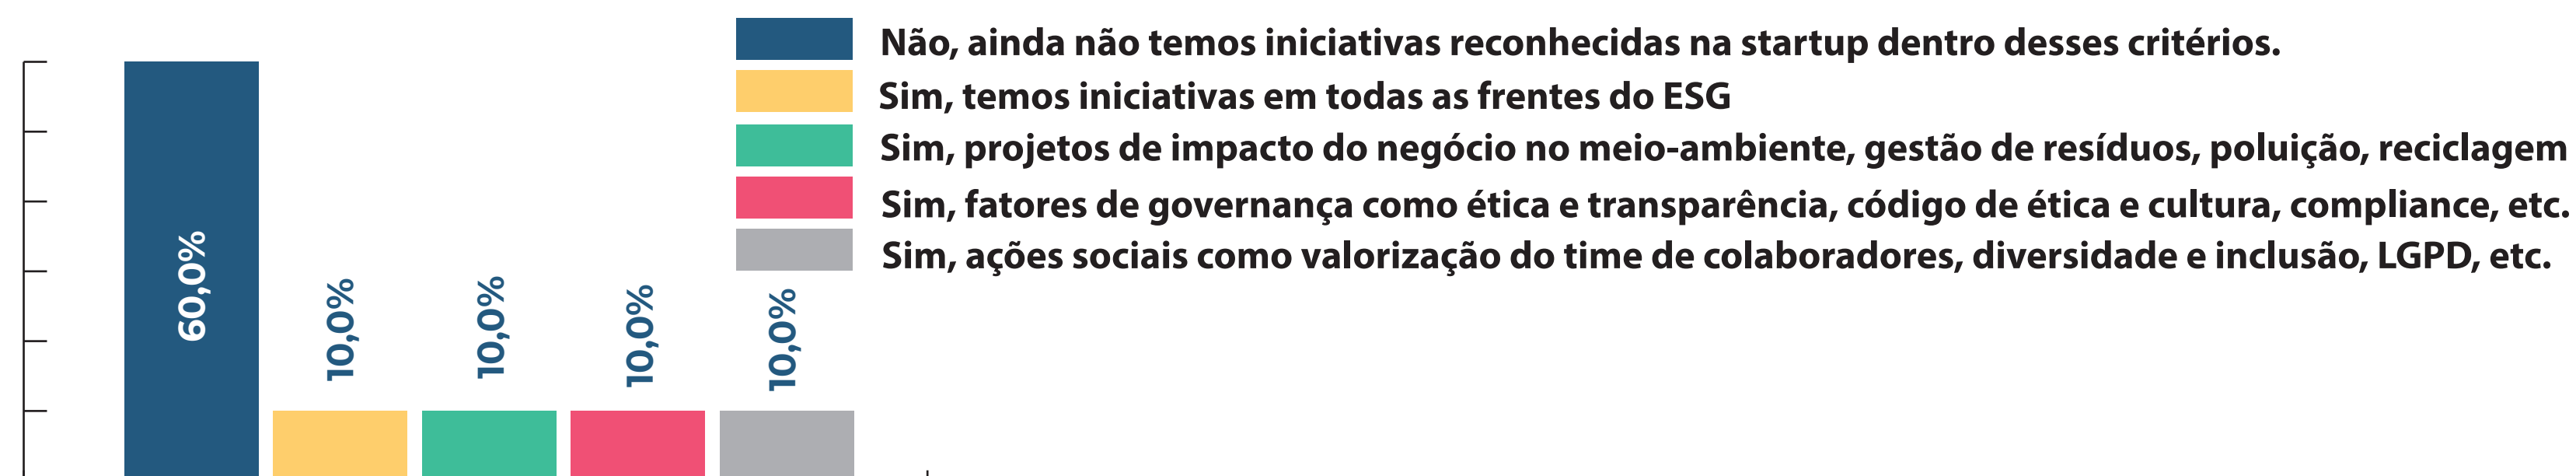 Não, ainda não temos iniciativas reconhecidas na startup dentro desses critérios.
Sim, temos iniciativas em todas as frentes do ESG
Sim, projetos de impacto do negócio no meio-ambiente, gestão de resíduos, poluição, reciclagem
Sim, fatores de governança como ética e transparência, código de ética e cultura, compliance, etc.
Sim, ações sociais como valorização do time de colaboradores, diversidade e inclusão, LGPD, etc.
60,0%
10,0%
10,0%
10,0%
10,0%